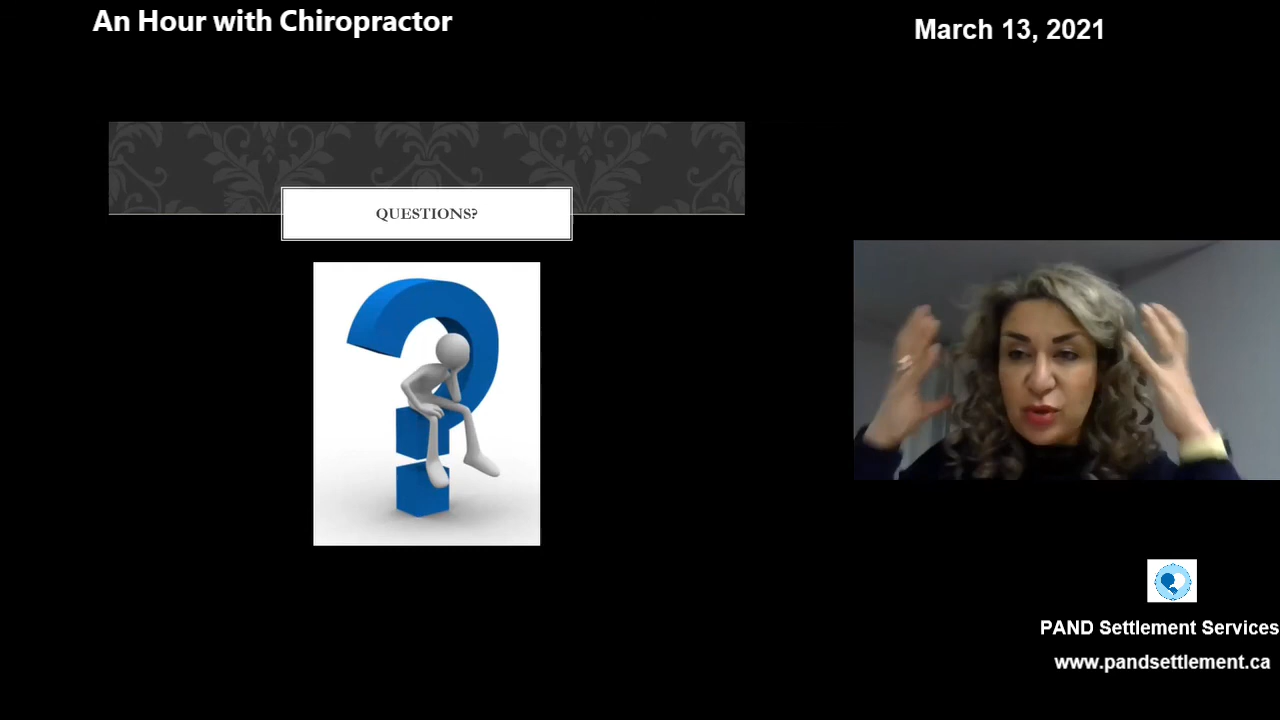 An Hour with Chiropractor
March 13, 2021
QUESTIONS?
PAND Settlement Services
www.pandsettlement.ca